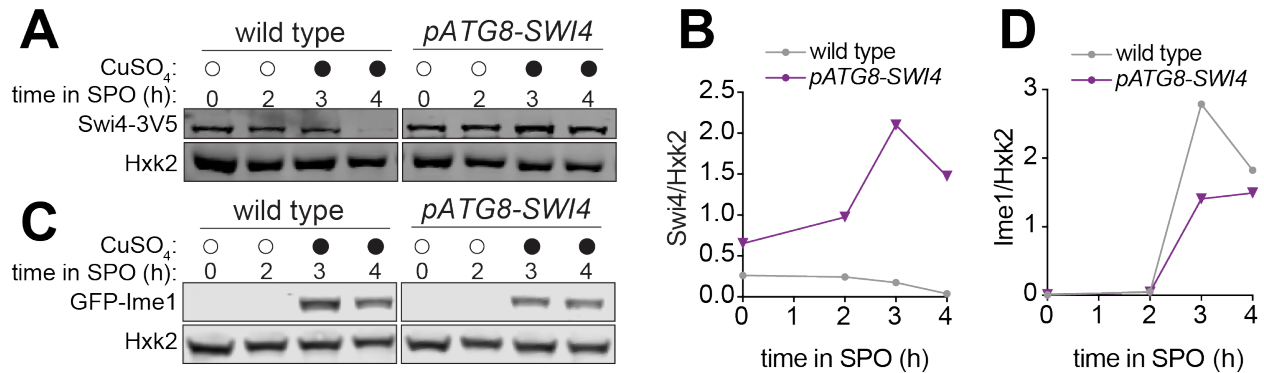 A
wild type pATG8-SWI4
CuSO4:
time in SPO (h): 0 2 3 4 0 2 3 4
Swi4-3V5
Hxk2
C
wild type pATG8-SWI4
CuSO4:
time in SPO (h): 0 2 3 4 0 2 3 4
GFP-Ime1
Hxk2
B
wild type
pATG8-SWI4
Swi4/Hxk2
2.5
2.0
1.5
1.0
0.5
0.0
0 1 2 3 4
time in SPO (h)
D
wild type
pATG8-SWI4
Ime1/Hxk2
3
2
1
0
0 1 2 3 4
time in SPO (h)